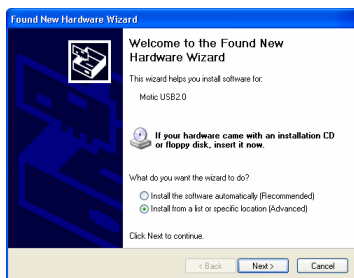 Found New Hardware Wizard
Welcome to the Found New
Hardware Wizard
This wizard helps you install software for:
Motic USB2.0
If your hardware came with an installation CD
or floppy disk, insert it now.
What do you want the wizard to do?
Install the software automatically (Recommended)
Install from a list or specific location (Advanced)
Click Next to continue.
< Back Next > Cancel